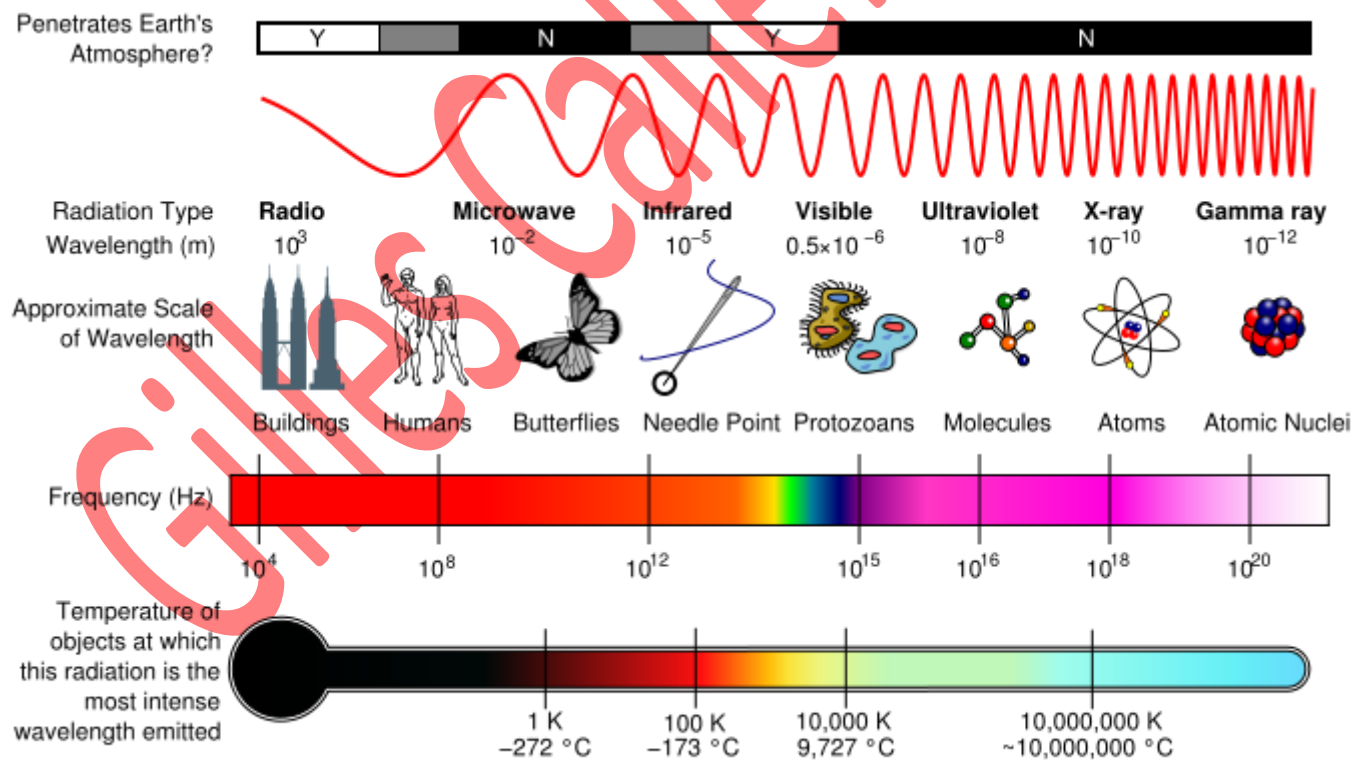 Penetrates Earth's
Atmosphere?
Y N Y N
Radiation Type Radio Microwave Infrared Visible Ultraviolet X-ray Gamma ray
Wavelength (m) 10³ 10⁻² 10⁻⁵ 0.5×10⁻⁶ 10⁻⁸ 10⁻¹⁰ 10⁻¹²
Approximate Scale
of Wavelength
Buildings Humans Butterflies Needle Point Protozoans Molecules Atoms Atomic Nuclei
Frequency (Hz)
10⁴ 10⁸ 10¹² 10¹⁵ 10¹⁶ 10¹⁸ 10²⁰
Temperature of
objects at which
this radiation is the
most intense
wavelength emitted
1 K 100 K 10,000 K 10,000,000 K
−272 °C −173 °C 9,727 °C ~10,000,000 °C
Gilles